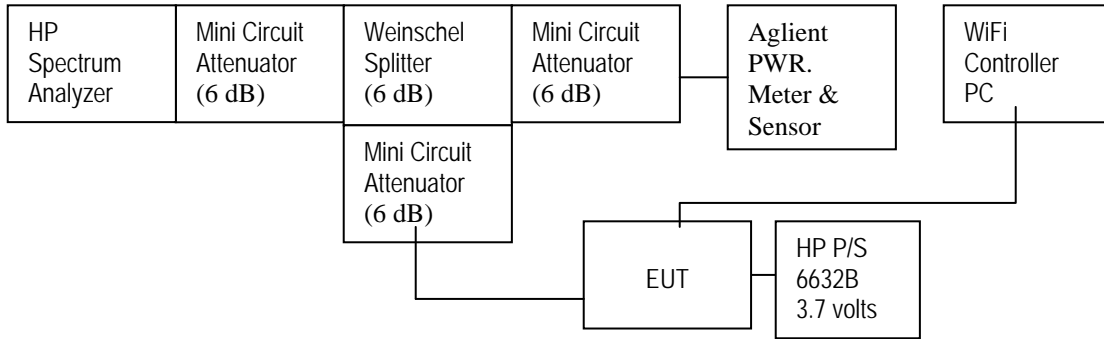 HP
Spectrum
Analyzer
Mini Circuit
Attenuator
(6 dB)
Weinschel
Splitter
(6 dB)
Mini Circuit
Attenuator
(6 dB)
Aglient
PWR.
Meter &
Sensor
WiFi
Controller
PC
Mini Circuit
Attenuator
(6 dB)
EUT
HP P/S
6632B
3.7 volts